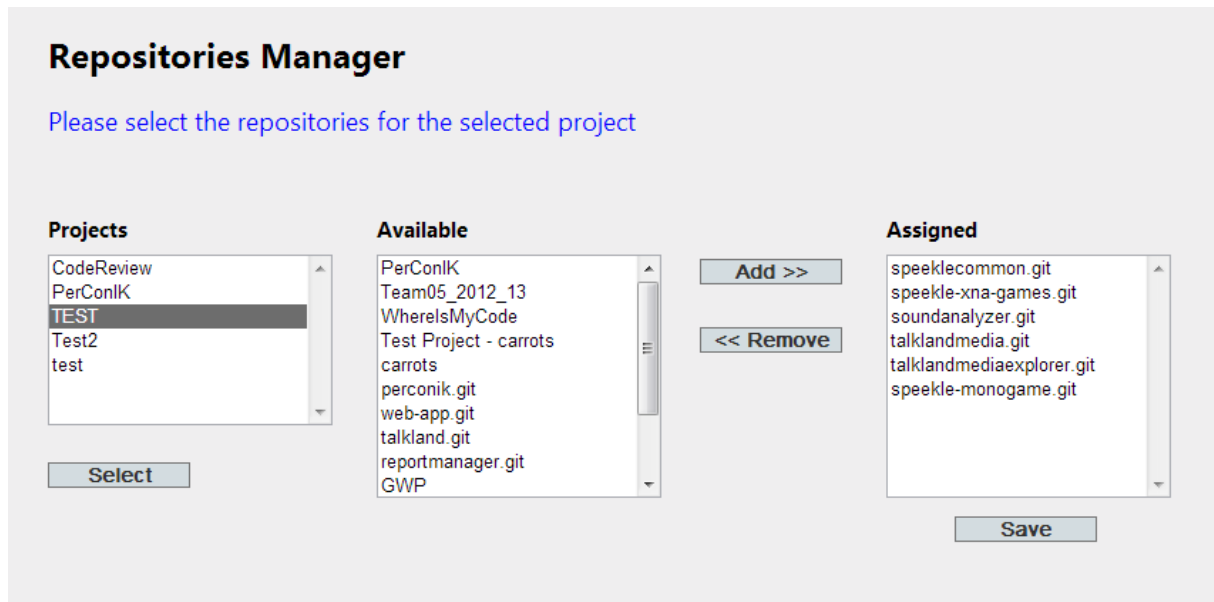 Repositories Manager
Please select the repositories for the selected project
Projects
CodeReview
PerConIK
TEST
Test2
test
Select
Available
PerConIK
Team05_2012_13
WhereIsMyCode
Test Project - carrots
carrots
perconik.git
web-app.git
talkland.git
reportmanager.git
GWP
Add >>
<< Remove
Assigned
speeklecommon.git
speekle-xna-games.git
soundanalyzer.git
talklandmedia.git
talklandmediaexplorer.git
speekle-monogame.git
Save